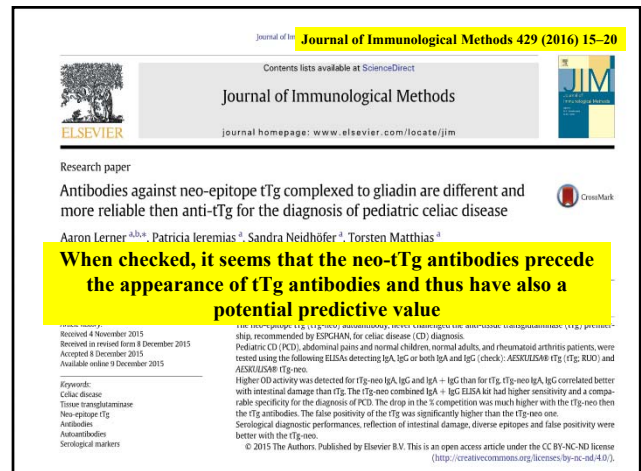 Journal of Im
Journal of Immunological Methods 429 (2016) 15–20
Contents lists available at ScienceDirect
Journal of Immunological Methods
journal homepage: www.elsevier.com/locate/jim
ELSEVIER
JIM
Research paper
Antibodies against neo-epitope tTg complexed to gliadin are different and
more reliable then anti-tTg for the diagnosis of pediatric celiac disease
CrossMark
Aaron Lerner a,b,*, Patricia Jeremias a, Sandra Neidhöfer a, Torsten Matthias a
When checked, it seems that the neo-tTg antibodies precede
the appearance of tTg antibodies and thus have also a
potential predictive value
Received 4 November 2015
Received in revised form 8 December 2015
Accepted 8 December 2015
Available online 9 December 2015
Keywords:
Celiac disease
Tissue transglutaminase
Neo-epitope tTg
Antibodies
Autoantibodies
Serological markers
The neo-epitope tTg (tTg-neo) autoantibody, never challenged the anti-tissue transglutaminase (tTg) premier-
ship, recommended by ESPGHAN, for celiac disease (CD) diagnosis.
Pediatric CD (PCD), abdominal pains and normal children, normal adults, and rheumatoid arthritis patients, were
tested using the following ELISAs detecting IgA, IgG or both IgA and IgG (check): AESKULISA® tTg (tTg; RUO) and
AESKULISA® tTg-neo.
Higher OD activity was detected for tTg-neo IgA, IgG and IgA + IgG than for tTg, tTg-neo IgA, IgG correlated better
with intestinal damage than tTg. The tTg-neo combined IgA + IgG ELISA kit had higher sensitivity and a compa-
rable specificity for the diagnosis of PCD. The drop in the % competition was much higher with the tTg-neo then
the tTg antibodies. The false positivity of the tTg was significantly higher than the tTg-neo one.
Serological diagnostic performances, reflection of intestinal damage, diverse epitopes and false positivity were
better with the tTg-neo.
© 2015 The Authors. Published by Elsevier B.V. This is an open access article under the CC BY-NC-ND license
(http://creativecommons.org/licenses/by-nc-nd/4.0/).